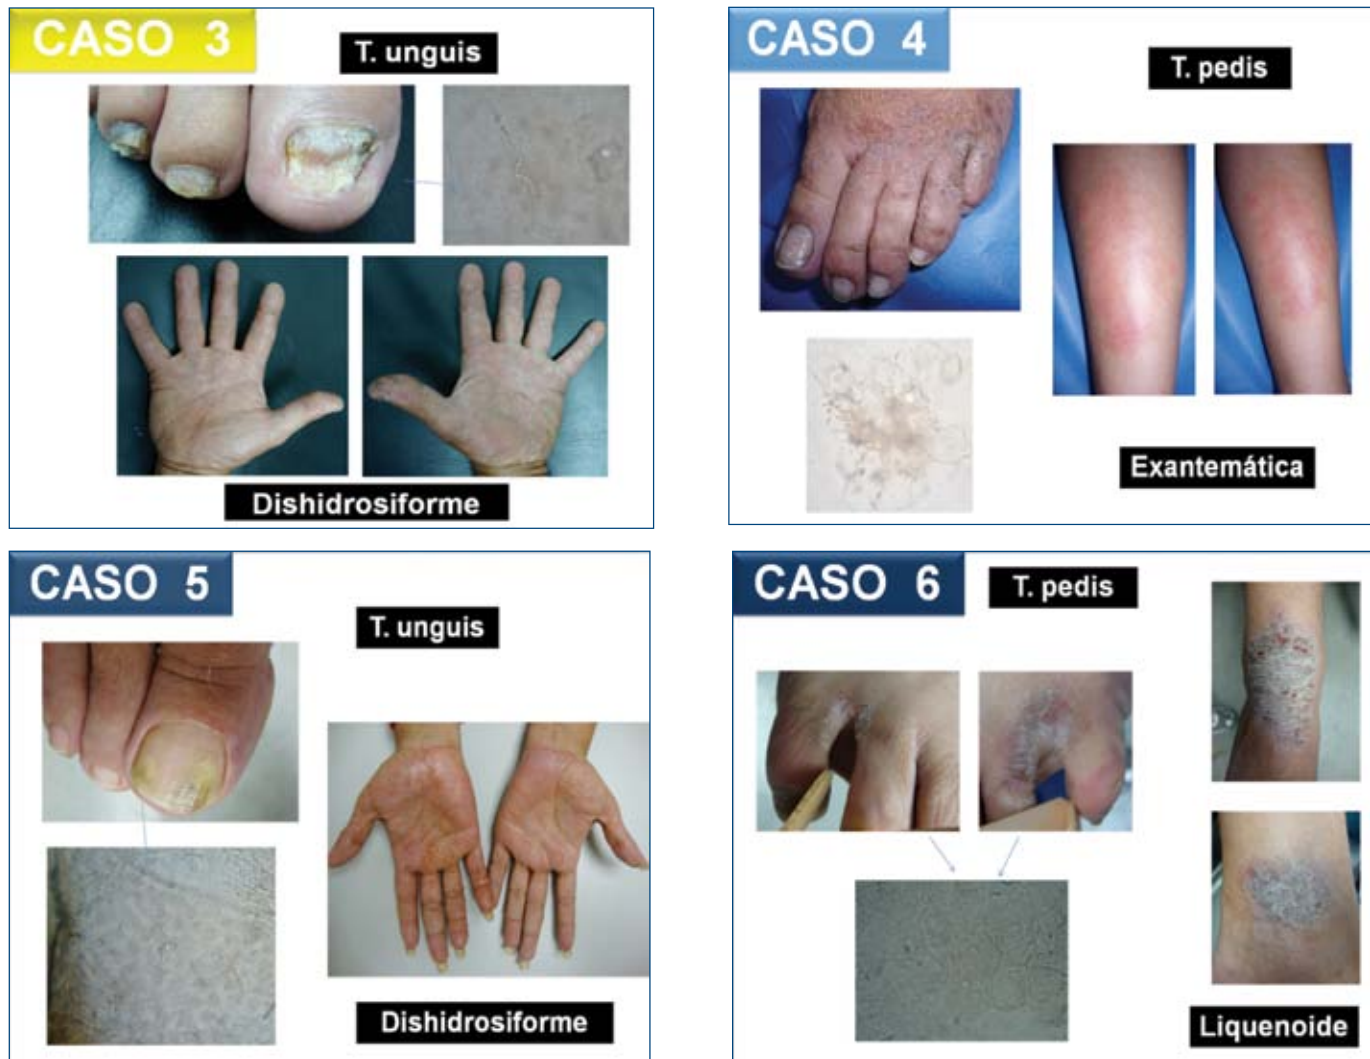 CASO 3
T. unguis
Dishidrosiforme
CASO 4
T. pedis
Exantemática
CASO 5
T. unguis
Dishidrosiforme
CASO 6
T. pedis
Liquenoide